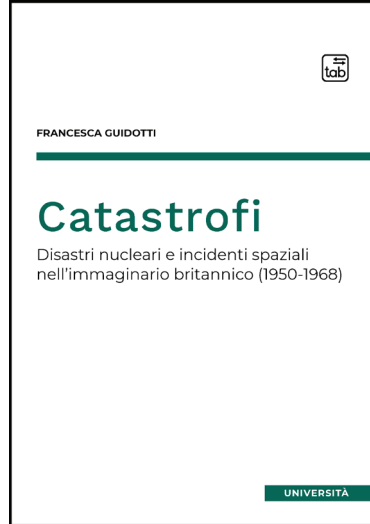 tab
FRANCESCA GUIDOTTI
Catastrofi
Disastri nucleari e incidenti spaziali
nell'immaginario britannico (1950-1968)
UNIVERSITÀ